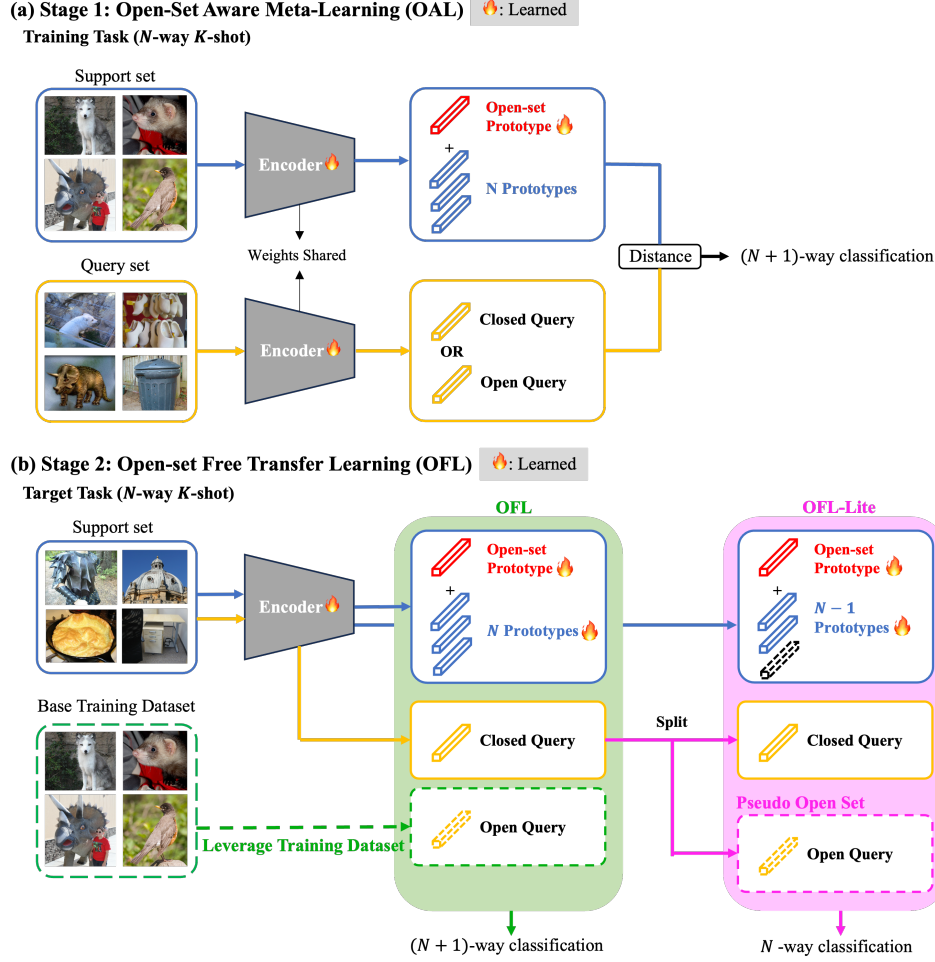 (a) Stage 1: Open-Set Aware Meta-Learning (OAL)
: Learned
Training Task (N-way K-shot)
Support set
Encoder
Open-set
Prototype
+
N Prototypes
Weights Shared
Distance
(N + 1)-way classification
Query set
Encoder
Closed Query
OR
Open Query
(b) Stage 2: Open-set Free Transfer Learning (OFL)
: Learned
Target Task (N-way K-shot)
Support set
Encoder
OFL
Open-set
Prototype
+
N Prototypes
OFL-Lite
Open-set
Prototype
+
N − 1
Prototypes
Base Training Dataset
Closed Query
Split
Closed Query
Leverage Training Dataset
Open Query
Pseudo Open Set
Open Query
(N + 1)-way classification
N -way classification